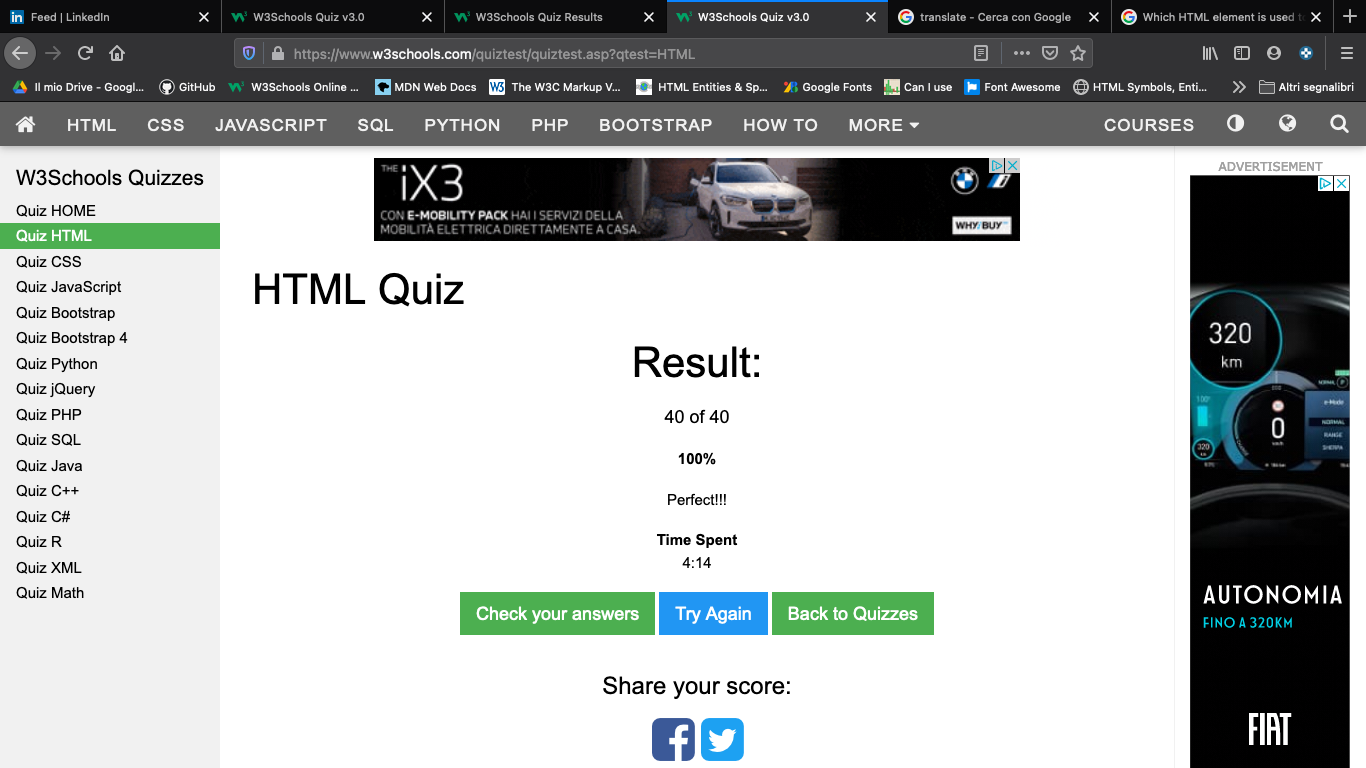 Feed | LinkedIn
W3Schools Quiz v3.0
W3Schools Quiz Results
W3Schools Quiz v3.0
translate - Cerca con Google
Which HTML element is used t
https://www.w3schools.com/quiztest/quiztest.asp?qtest=HTML
Il mio Drive - Googl...
GitHub
W3Schools Online ...
MDN Web Docs
The W3C Markup V...
HTML Entities & Sp...
Google Fonts
Can I use
Font Awesome
HTML Symbols, Enti...
Altri segnalibri
HTML
CSS
JAVASCRIPT
SQL
PYTHON
PHP
BOOTSTRAP
HOW TO
MORE
COURSES
W3Schools Quizzes
Quiz HOME
Quiz HTML
Quiz CSS
Quiz JavaScript
Quiz Bootstrap
Quiz Bootstrap 4
Quiz Python
Quiz jQuery
Quiz PHP
Quiz SQL
Quiz Java
Quiz C++
Quiz C#
Quiz R
Quiz XML
Quiz Math
THE iX3
CON E-MOBILITY PACK HAI I SERVIZI DELLA
MOBILITÀ ELETTRICA DIRETTAMENTE A CASA.
WHY BUY
HTML Quiz
Result:
40 of 40
100%
Perfect!!!
Time Spent
4:14
Check your answers
Try Again
Back to Quizzes
Share your score:
ADVERTISEMENT
320
km
0
NORMAL
RANGE
SHERPA
320
AUTONOMIA
FINO A 320KM
FIAT